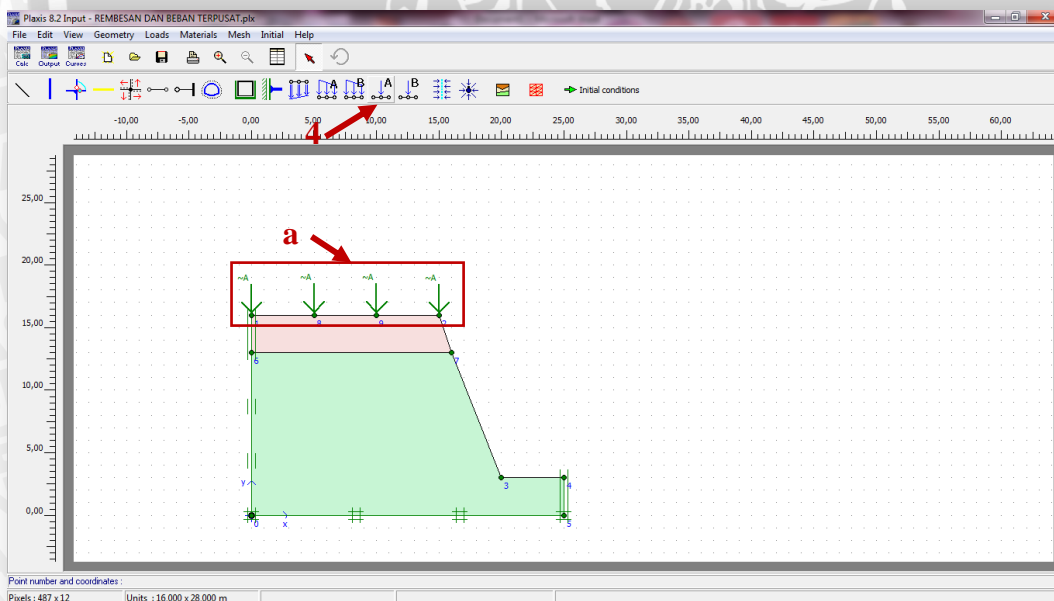 Plaxis 8.2 Input - REMBESAN DAN BEBAN TERPUSAT.plx
File Edit View Geometry Loads Materials Mesh Initial Help
Calc Output Curves
A B A B Initial conditions
-10,00 -5,00 0,00 5,00 10,00 15,00 20,00 25,00 30,00 35,00 40,00 45,00 50,00 55,00 60,00
4
25,00
a
20,00
~A ~A ~A ~A
15,00
1 8 9 2
6 7
10,00
5,00
y 3 4
0,00
0 x 5
Point number and coordinates :
Pixels : 487 x 12 Units : 16,000 x 28,000 m